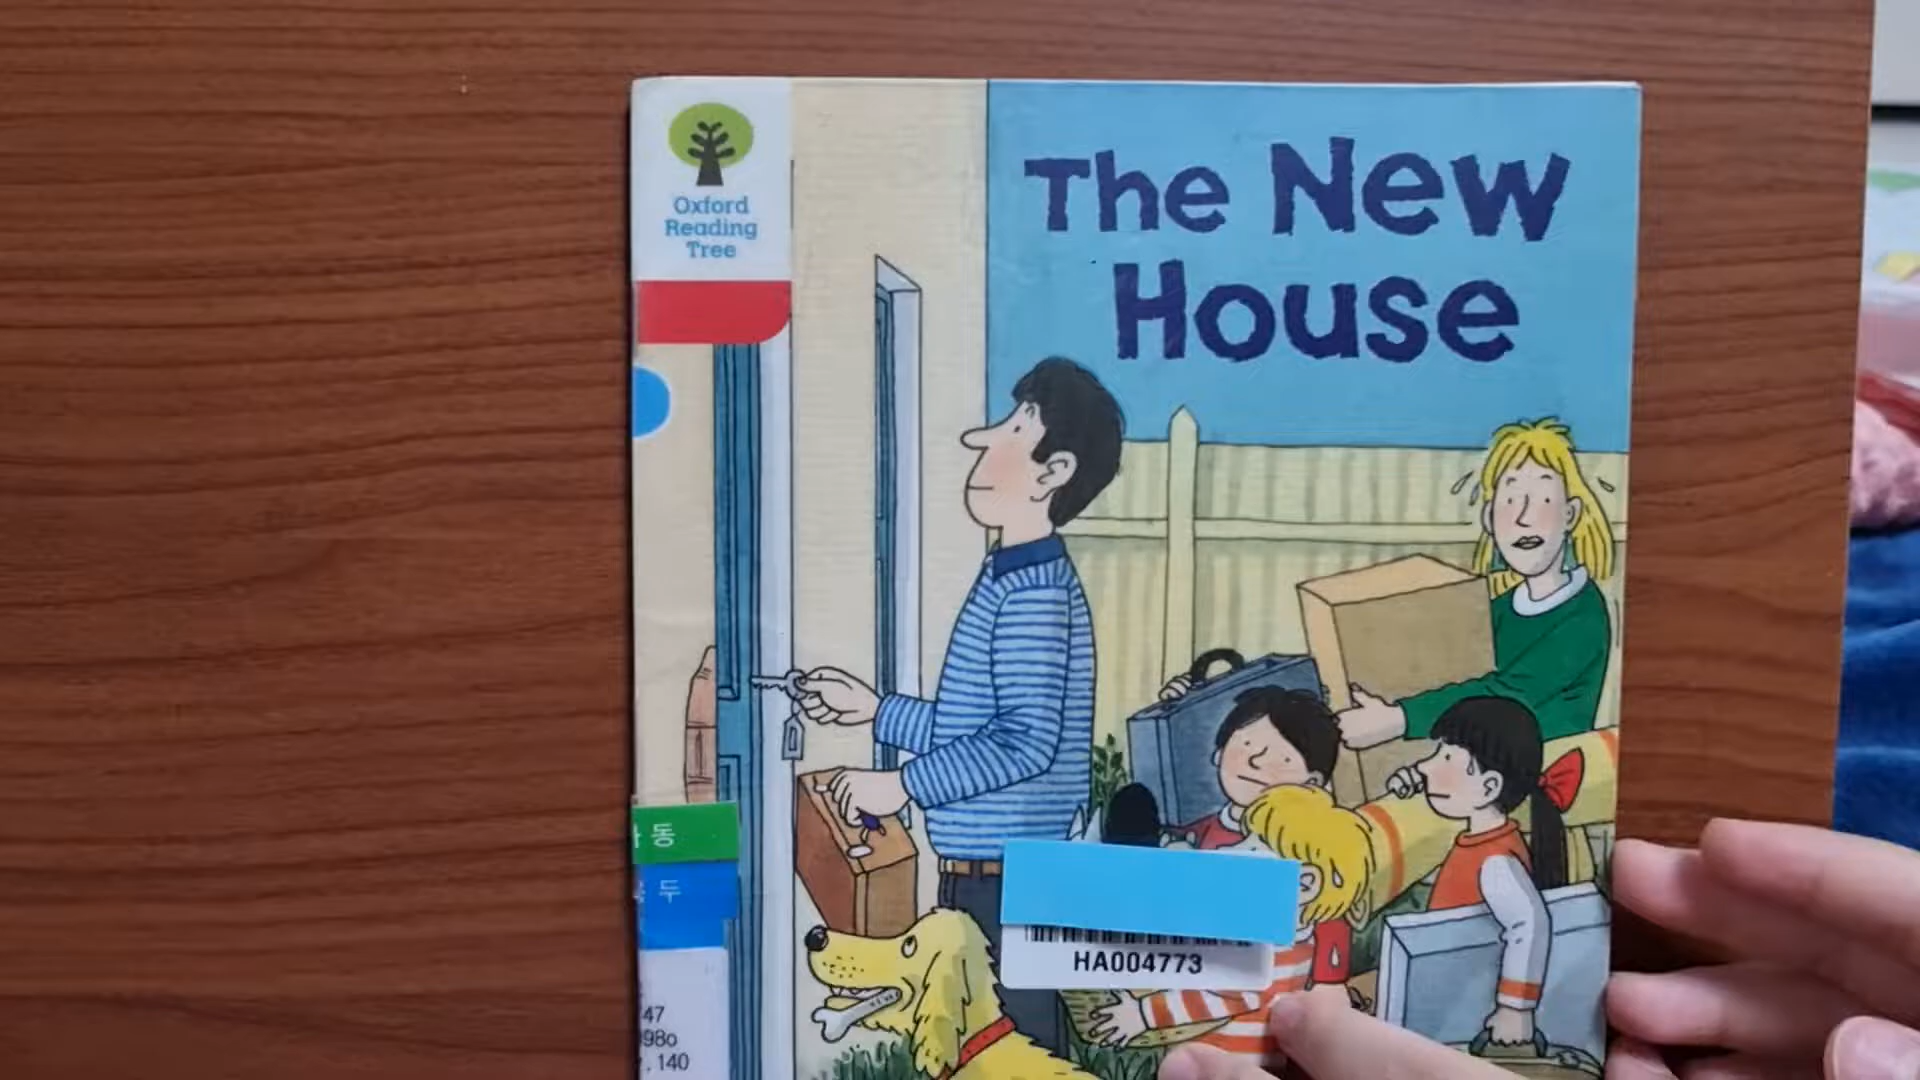 Oxford
Reading
Tree
The New
House
동
두
HA004773
47
98o
. 140